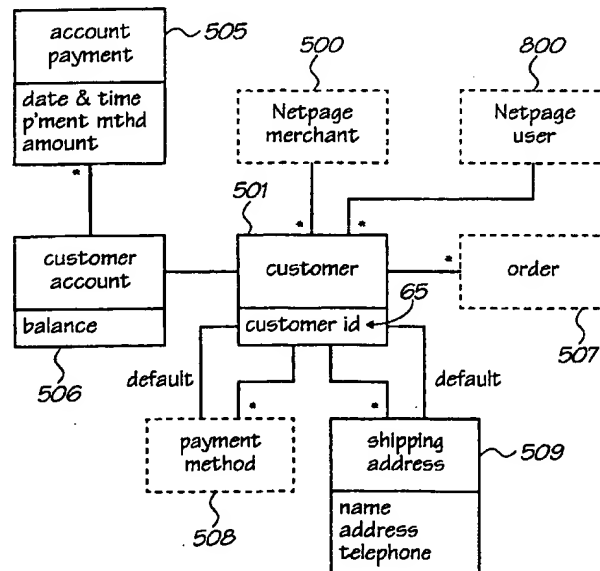 account
payment
505
date & time
p'ment mthd
amount
*
500
Netpage
merchant
800
Netpage
user
501
*
*
customer
account
balance
506
customer
customer id
65
*
order
507
default
default
*
*
payment
method
508
shipping
address
509
name
address
telephone